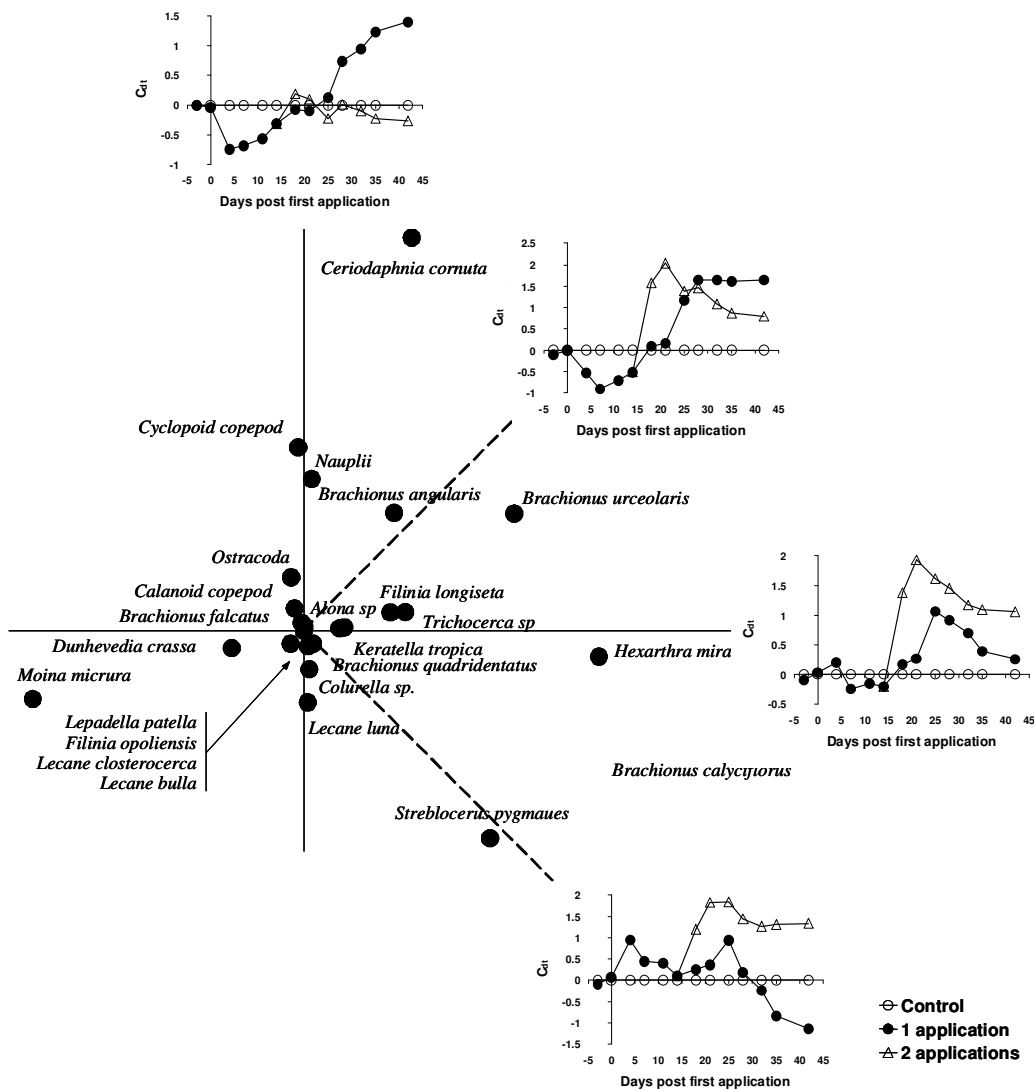 1.5
1
0.5
0
-0.5
-1
Cdt
-5 0 5 10 15 20 25 30 35 40 45
Days post first application
Ceriodaphnia cornuta
2.5
2
1.5
1
0.5
0
-0.5
-1
Cdt
-5 0 5 10 15 20 25 30 35 40 45
Days post first application
Cyclopoid copepod
Nauplii
Brachionus angularis
Brachionus urceolaris
Ostracoda
Calanoid copepod
Brachionus falcatus
Alona sp
Filinia longiseta
Trichocerca sp
Dunhevedia crassa
Keratella tropica
Hexarthra mira
Moina micrura
Brachionus quadridentatus
Colurella sp.
Lecane luna
Lepadella patella
Filinia opoliensis
Lecane closterocerca
Lecane bulla
2
1.5
1
0.5
0
-0.5
Cdt
-5 0 5 10 15 20 25 30 35 40 45
Days post first application
Brachionus calyciflorus
Streblocerus pygmaues
2
1.5
1
0.5
0
-0.5
-1
-1.5
Cdt
-5 0 5 10 15 20 25 30 35 40 45
Days post first application
Control
1 application
2 applications